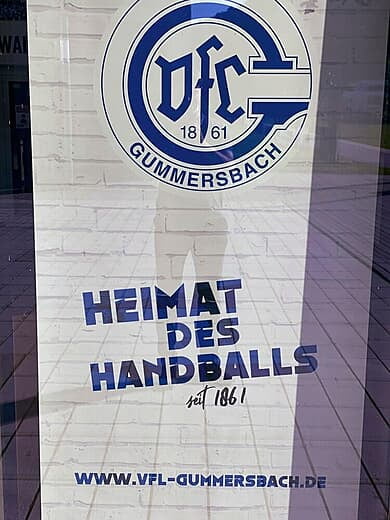 VfL
1861
GUMMERSBACH
HEIMAT
DES
HANDBALLS
seit 1861
WWW.VFL-GUMMERSBACH.DE